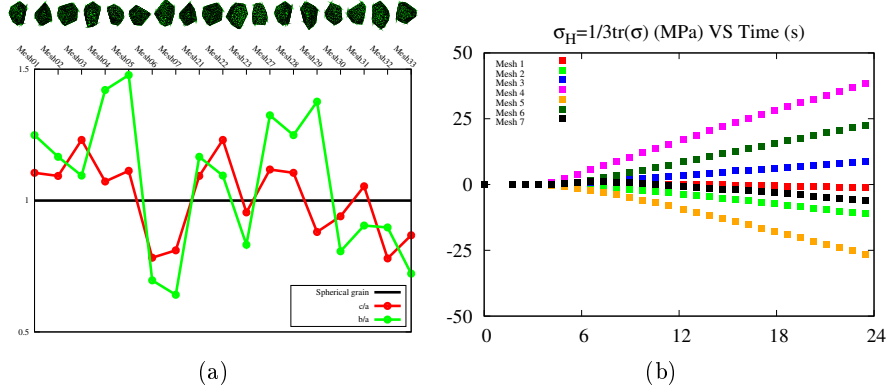 Mesh01 Mesh02 Mesh03 Mesh04 Mesh05 Mesh06 Mesh07 Mesh21 Mesh22 Mesh23 Mesh27 Mesh28 Mesh29 Mesh30 Mesh31 Mesh32 Mesh33
1.5
1
0.5
Spherical grain
c/a
b/a
(a)
σH=1/3tr(σ) (MPa) VS Time (s)
50
25
0
-25
-50
Mesh 1
Mesh 2
Mesh 3
Mesh 4
Mesh 5
Mesh 6
Mesh 7
0 6 12 18 24
(b)